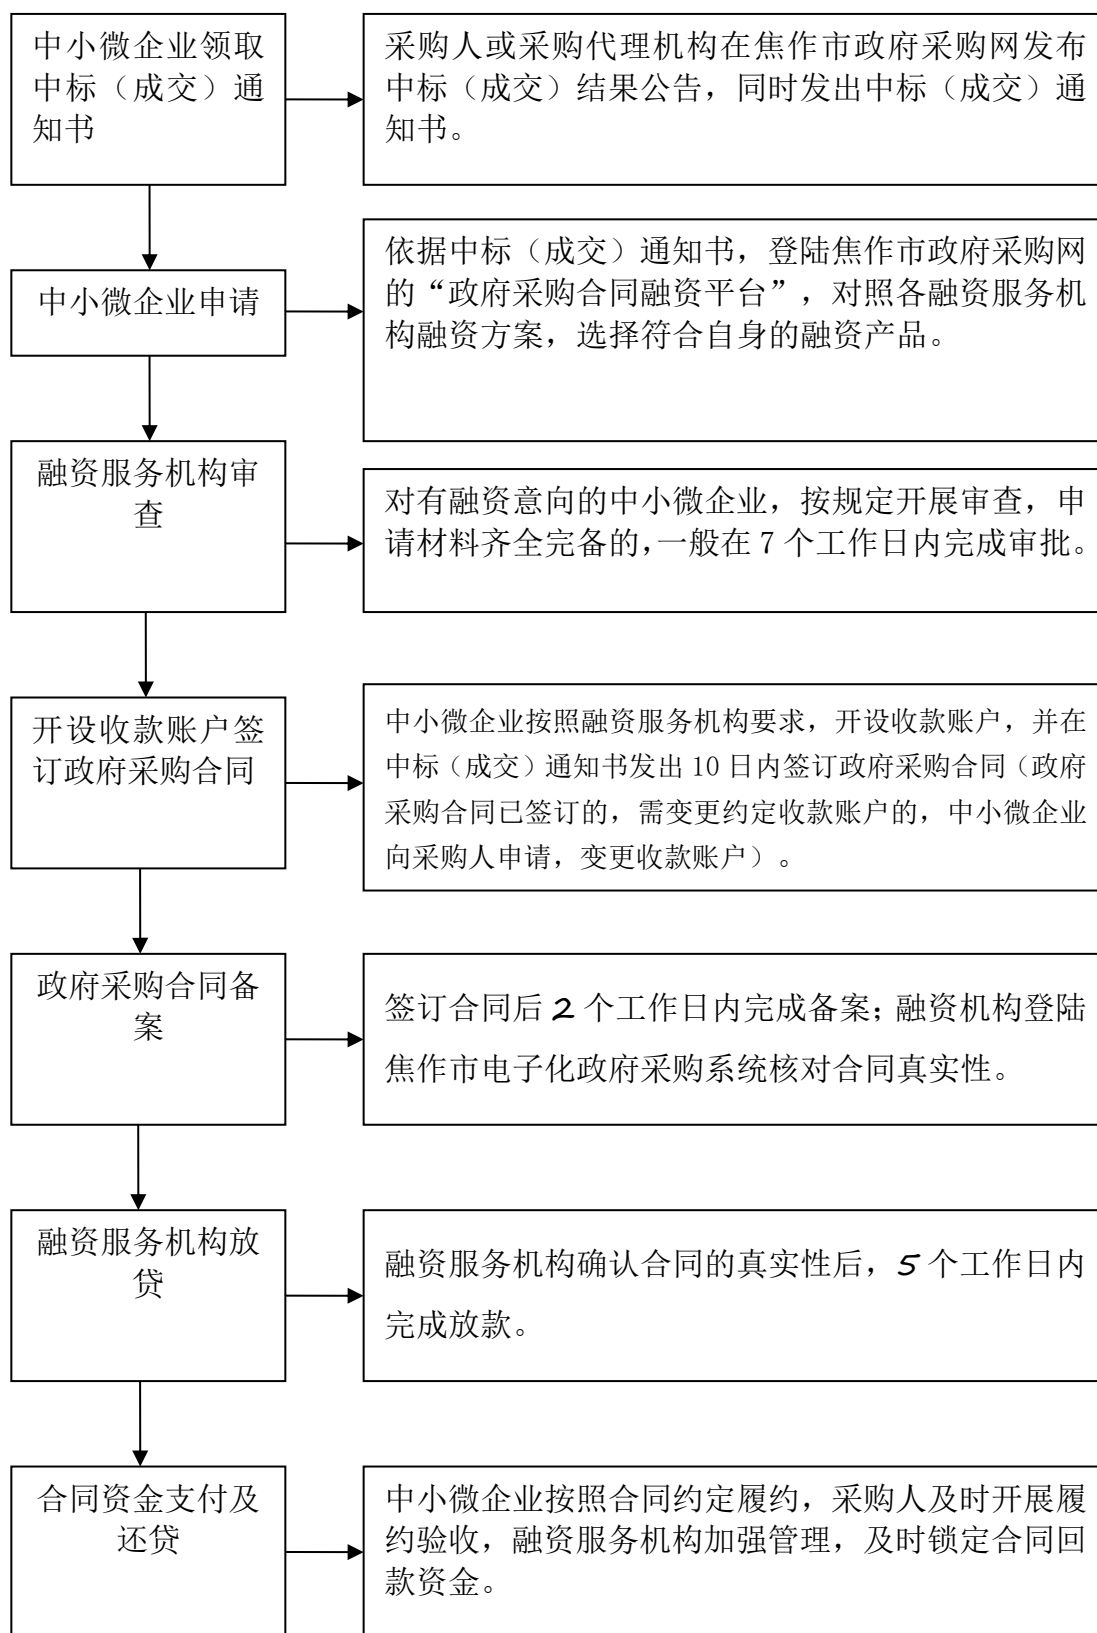 中小微企业领取
中标（成交）通
知书
采购人或采购代理机构在焦作市政府采购网发布
中标（成交）结果公告，同时发出中标（成交）通
知书。
中小微企业申请
依据中标（成交）通知书，登陆焦作市政府采购网
的“政府采购合同融资平台”，对照各融资服务机
构融资方案，选择符合自身的融资产品。
融资服务机构审
查
对有融资意向的中小微企业，按规定开展审查，申
请材料齐全完备的，一般在 7 个工作日内完成审批。
开设收款账户签
订政府采购合同
中小微企业按照融资服务机构要求，开设收款账户，并在
中标（成交）通知书发出 10 日内签订政府采购合同（政府
采购合同已签订的，需变更约定收款账户的，中小微企业
向采购人申请，变更收款账户）。
政府采购合同备
案
签订合同后 2 个工作日内完成备案；融资机构登陆
焦作市电子化政府采购系统核对合同真实性。
融资服务机构放
贷
融资服务机构确认合同的真实性后，5 个工作日内
完成放款。
合同资金支付及
还贷
中小微企业按照合同约定履约，采购人及时开展履
约验收，融资服务机构加强管理，及时锁定合同回
款资金。